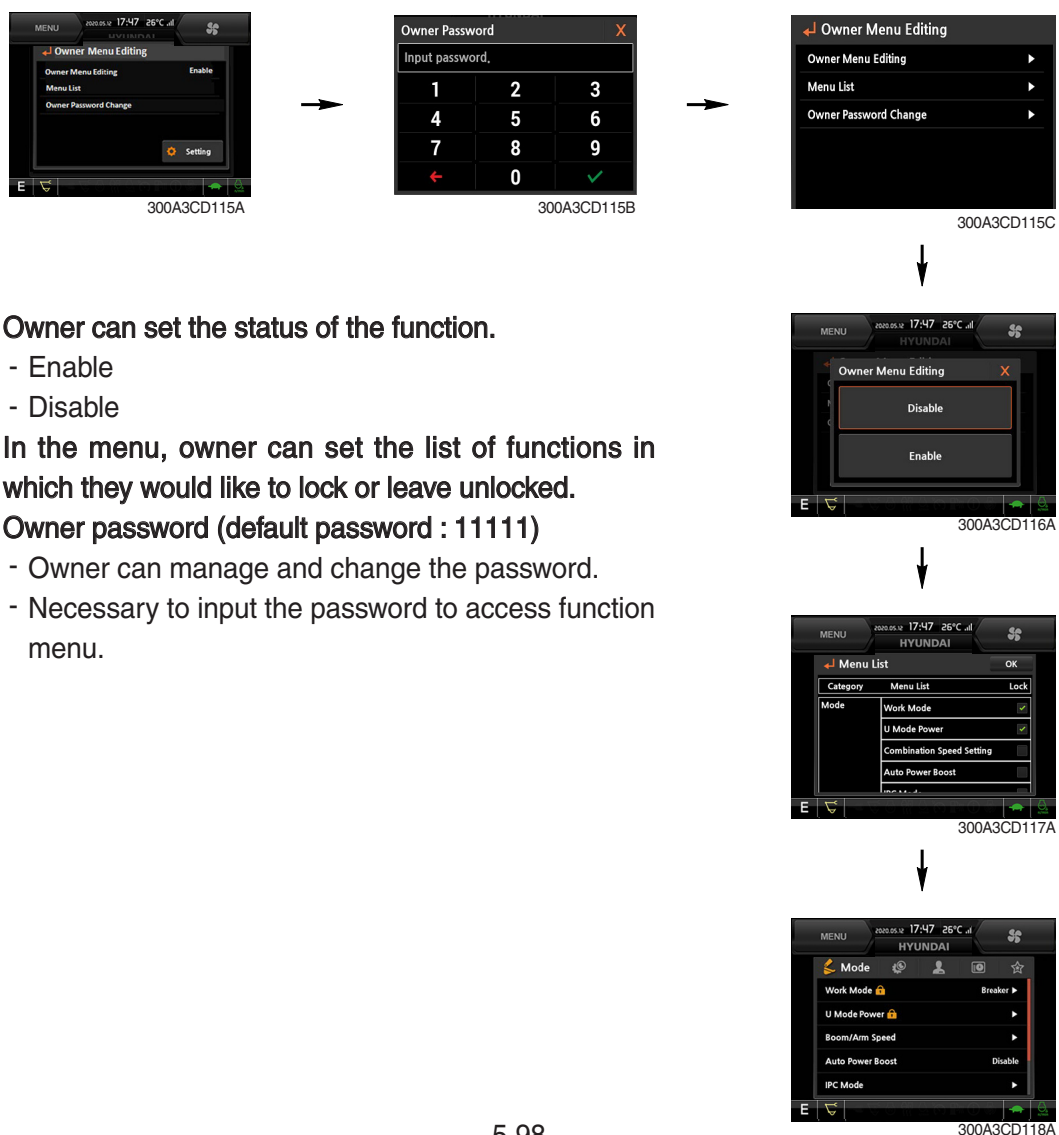 MENU
2020.05.12 17:47 26°C
HYUNDAI
Owner Menu Editing
Owner Menu Editing Enable
Menu List
Owner Password Change
Setting
E
300A3CD115A
Owner Password X
Input password.
1 2 3
4 5 6
7 8 9
0
300A3CD115B
Owner Menu Editing
Owner Menu Editing
Menu List
Owner Password Change
300A3CD115C
Owner can set the status of the function.
- Enable
- Disable
In the menu, owner can set the list of functions in
which they would like to lock or leave unlocked.
Owner password (default password : 11111)
- Owner can manage and change the password.
- Necessary to input the password to access function
menu.
MENU
2020.05.12 17:47 26°C
HYUNDAI
Owner Menu Editing X
Disable
Enable
E
300A3CD116A
MENU
2020.05.12 17:47 26°C
HYUNDAI
Menu List OK
Category Menu List Lock
Mode Work Mode
U Mode Power
Combination Speed Setting
Auto Power Boost
IPC Mode
E
300A3CD117A
MENU
2020.05.12 17:47 26°C
HYUNDAI
Mode
Work Mode Breaker
U Mode Power
Boom/Arm Speed
Auto Power Boost Disable
IPC Mode
E
300A3CD118A
5-98